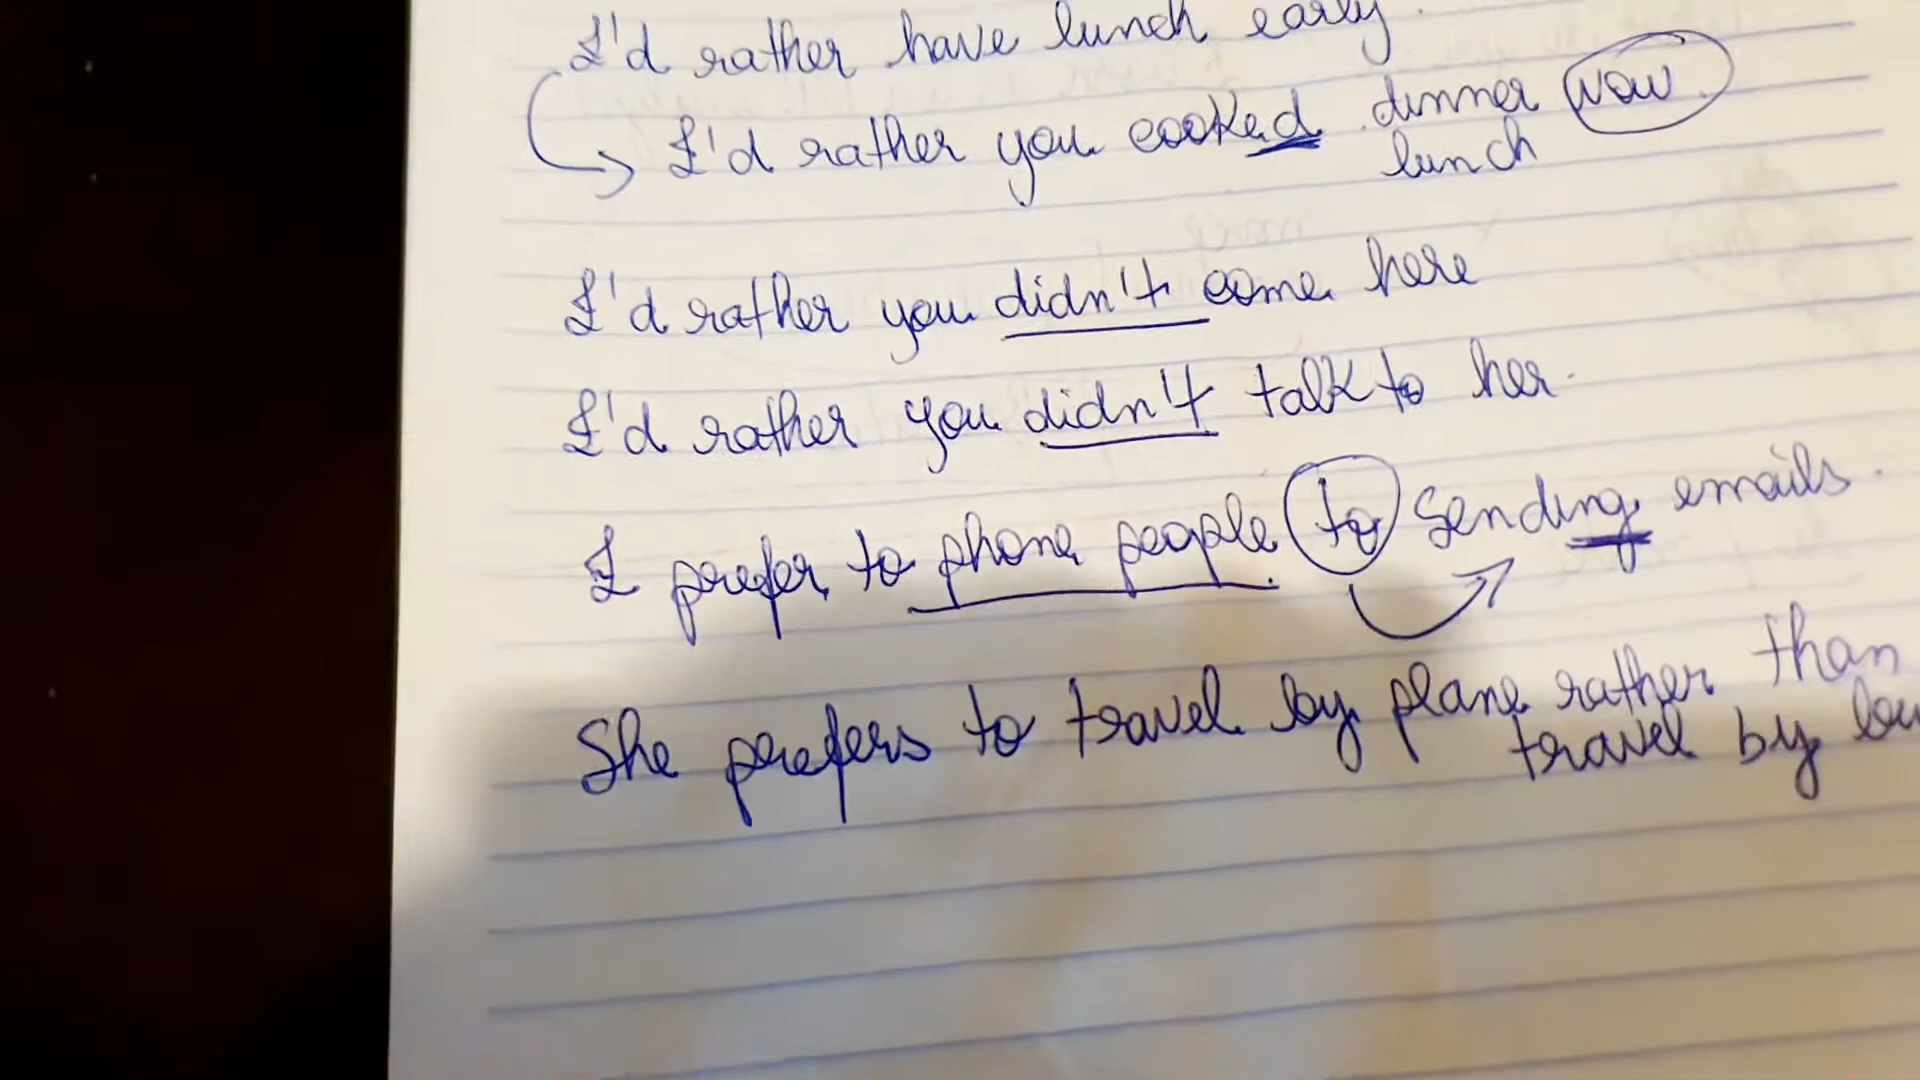 I'd rather have lunch early.
I'd rather you cooked dinner now.
lunch
I'd rather you didn't come here
I'd rather you didn't talk to her.
I prefer to phone people to sending emails.
She prefers to travel by plane rather than
travel by